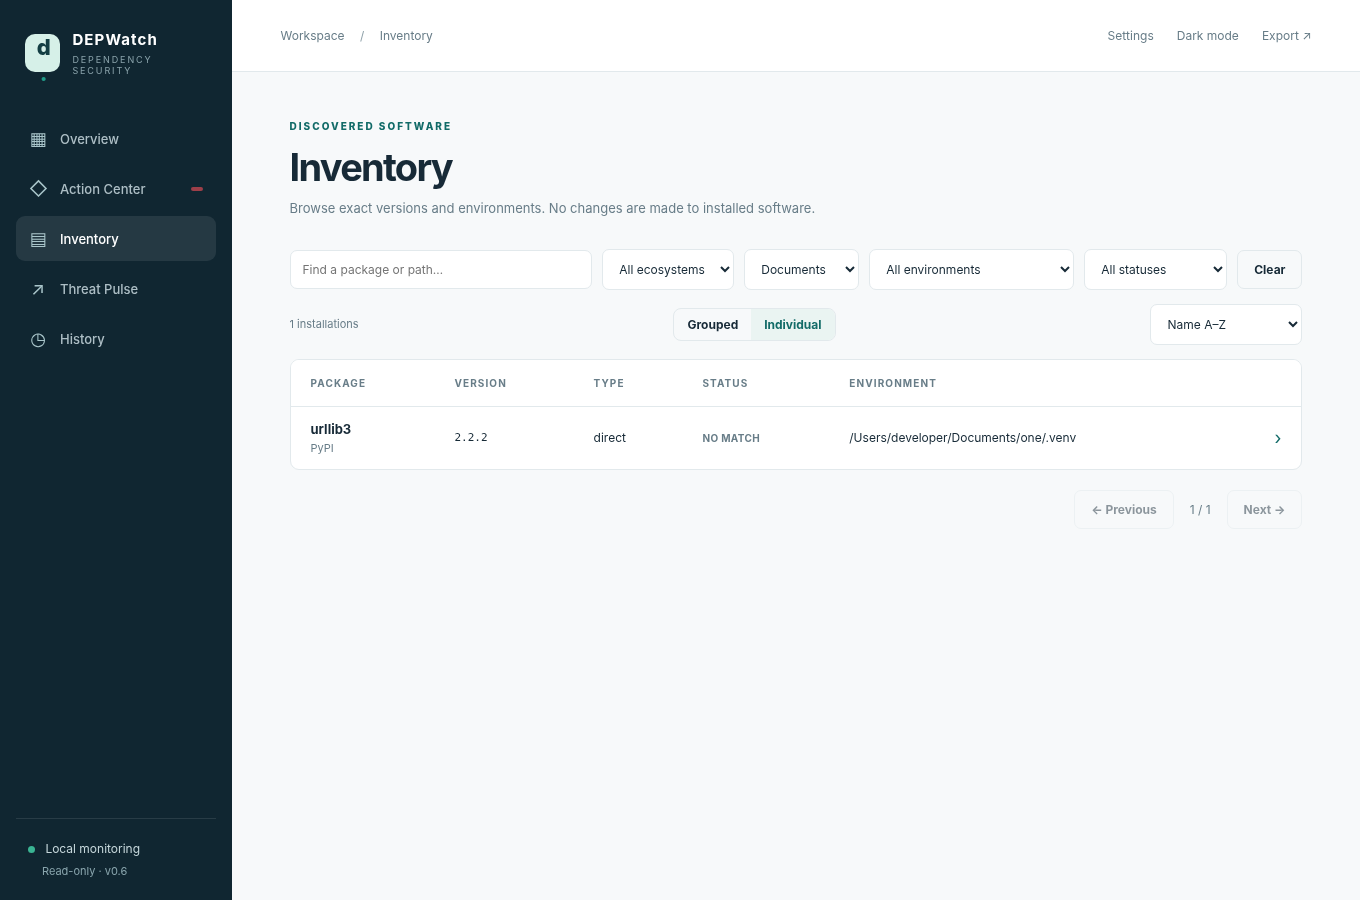 d
DEPWatch
DEPENDENCY
SECURITY
Overview
Action Center
Inventory
Threat Pulse
History
Local monitoring
Read-only · v0.6
Workspace / Inventory
Settings Dark mode Export ↗
DISCOVERED SOFTWARE
Inventory
Browse exact versions and environments. No changes are made to installed software.
Find a package or path... All ecosystems Documents All environments All statuses Clear
1 installations Grouped Individual Name A–Z
PACKAGE VERSION TYPE STATUS ENVIRONMENT
urllib3 2.2.2 direct NO MATCH /Users/developer/Documents/one/.venv ›
PyPI
← Previous 1 / 1 Next →